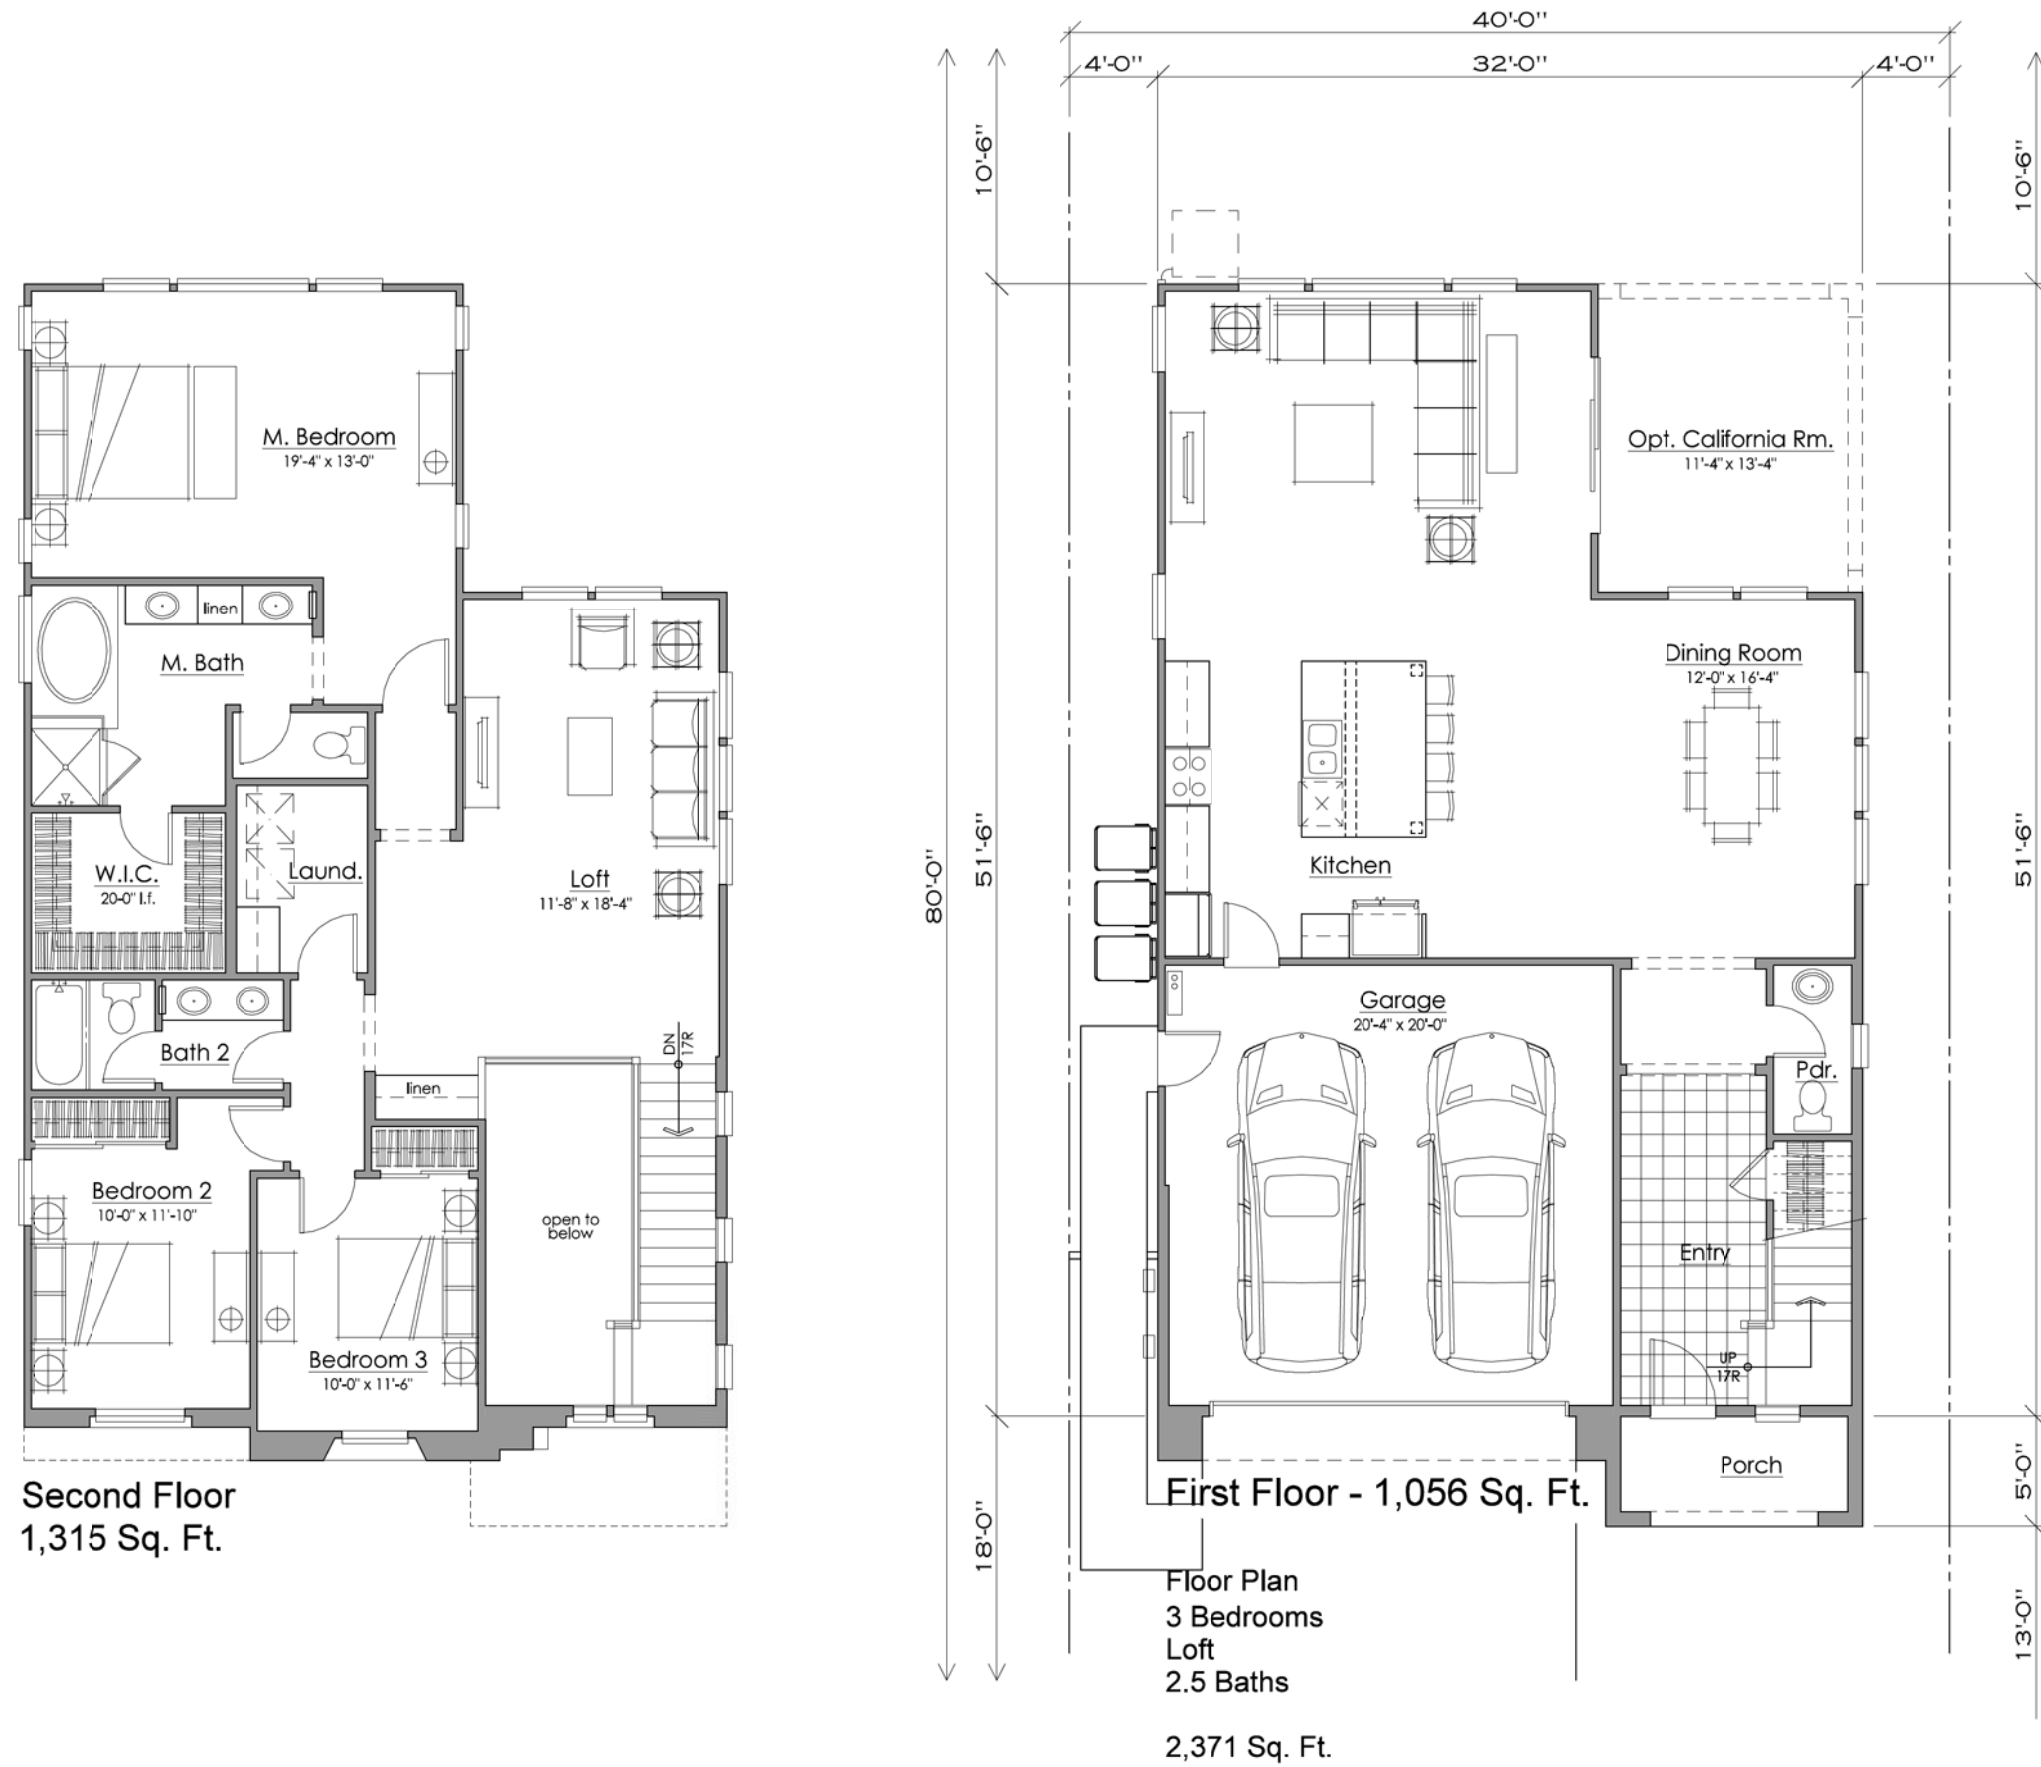 40'-0"
4'-0"
32'-0"
4'-0"
10'-6"
10'-6"
M. Bedroom
19'-4" x 13'-0"
Opt. California Rm.
11'-4" x 13'-4"
linen
M. Bath
Dining Room
12'-0" x 16'-4"
W.I.C.
20-0" l.f.
Laund.
Loft
11'-8" x 18'-4"
80'-0"
51'-6"
Kitchen
51'-6"
Garage
20'-4" x 20'-0"
Bath 2
DN
17R
linen
Pdr.
Bedroom 2
10'-0" x 11'-10"
open to
below
Entry
Bedroom 3
10'-0" x 11'-6"
UP
17R
Porch
5'-0"
Second Floor
1,315 Sq. Ft.
First Floor - 1,056 Sq. Ft.
18'-0"
13'-0"
Floor Plan
3 Bedrooms
Loft
2.5 Baths
2,371 Sq. Ft.